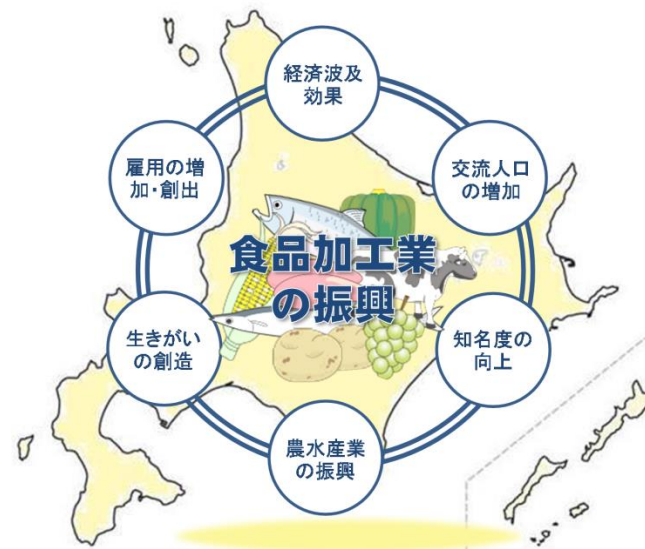 経済波及
効果
交流人口
の増加
知名度の
向上
農水産業
の振興
生きがい
の創造
雇用の増
加・創出
食品加工業
の振興